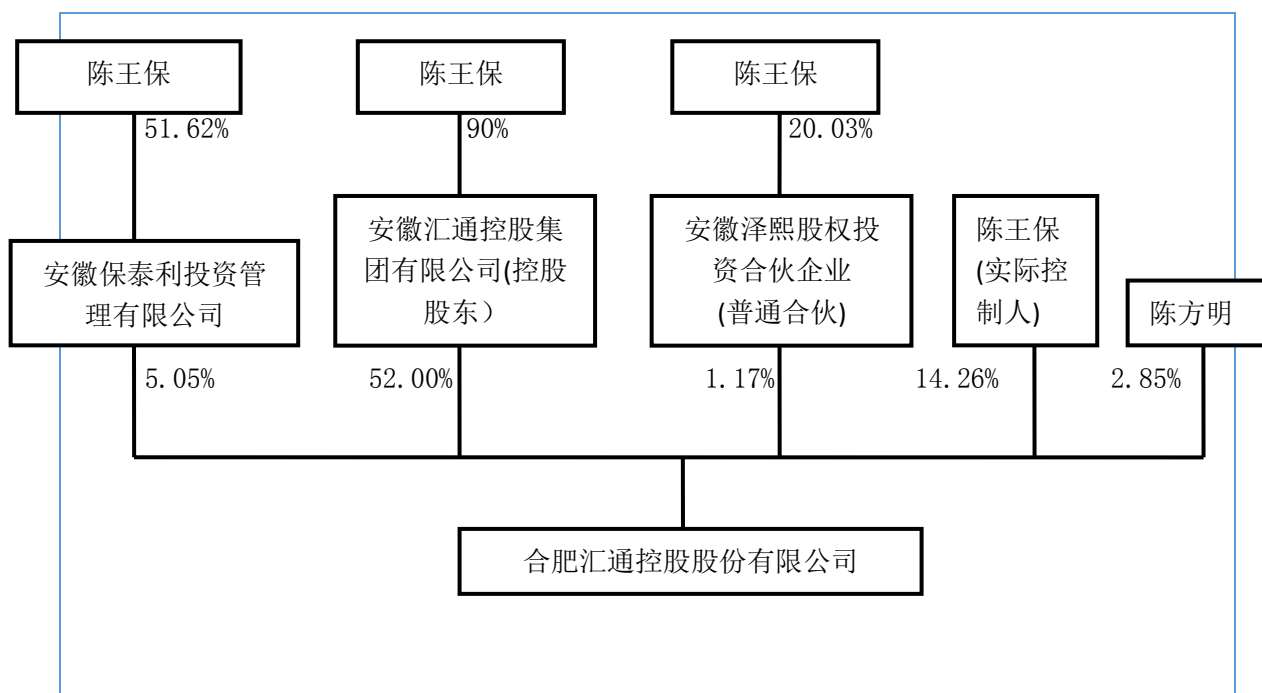 陈王保
陈王保
陈王保
51.62%
90%
20.03%
安徽保泰利投资管
理有限公司
安徽汇通控股集
团有限公司(控股
股东）
安徽泽熙股权投
资合伙企业
(普通合伙)
陈王保
(实际控
制人)
陈方明
5.05%
52.00%
1.17%
14.26%
2.85%
合肥汇通控股股份有限公司